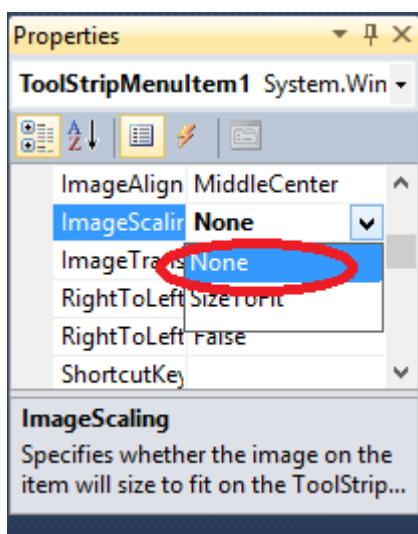 Properties
ToolStripMenuItem1 System.Win
ImageAlign MiddleCenter
ImageScalin None
None
SizeToFit
RightToLeft
RightToLeft False
ShortcutKey
ImageScaling
Specifies whether the image on the
item will size to fit on the ToolStrip...